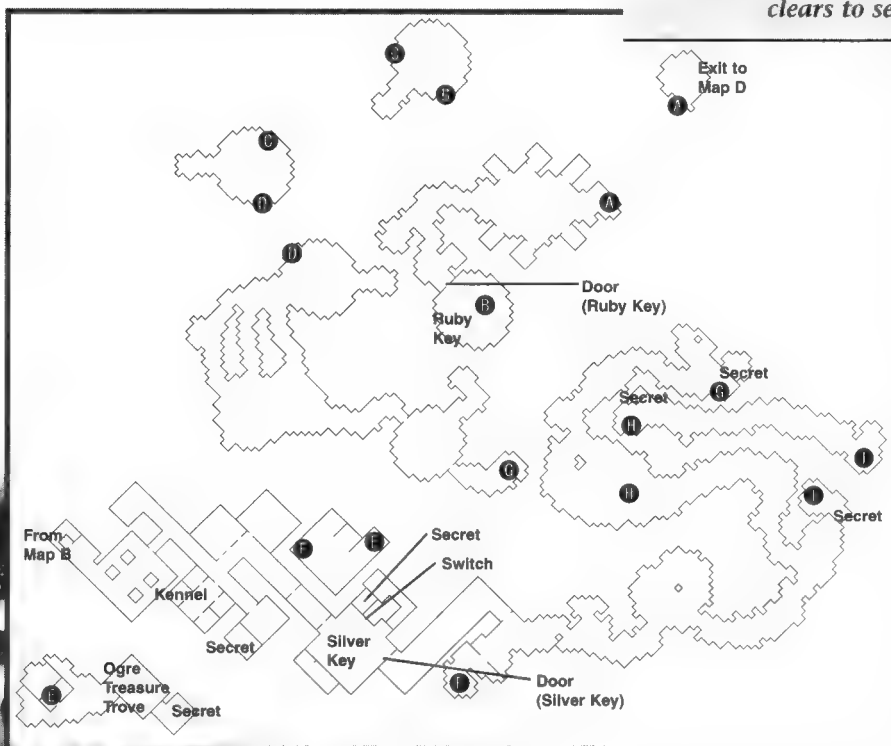 clears to se
S
B
Exit to
Map D
A
C
D
A
D
Door
(Ruby Key)
B
Ruby
Key
Secret
G
Secret
H
I
G
H
I
Secret
From
Map B
F
Secret
Switch
Kennel
Secret
Silver
Key
Ogre
Treasure
Trove
E
Secret
F
Door
(Silver Key)